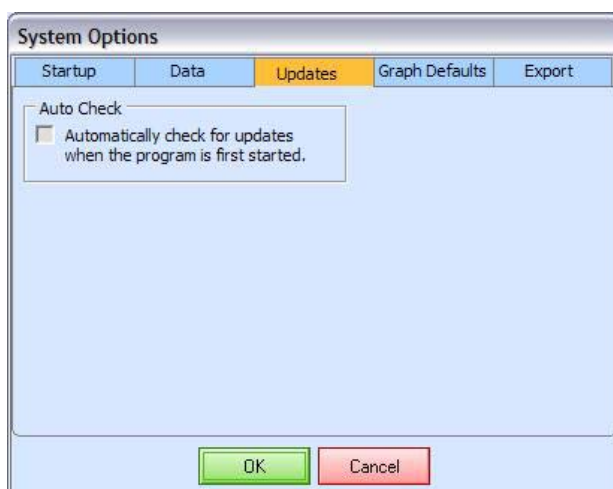 System Options
Startup Data Updates Graph Defaults Export
Auto Check
Automatically check for updates
when the program is first started.
OK Cancel